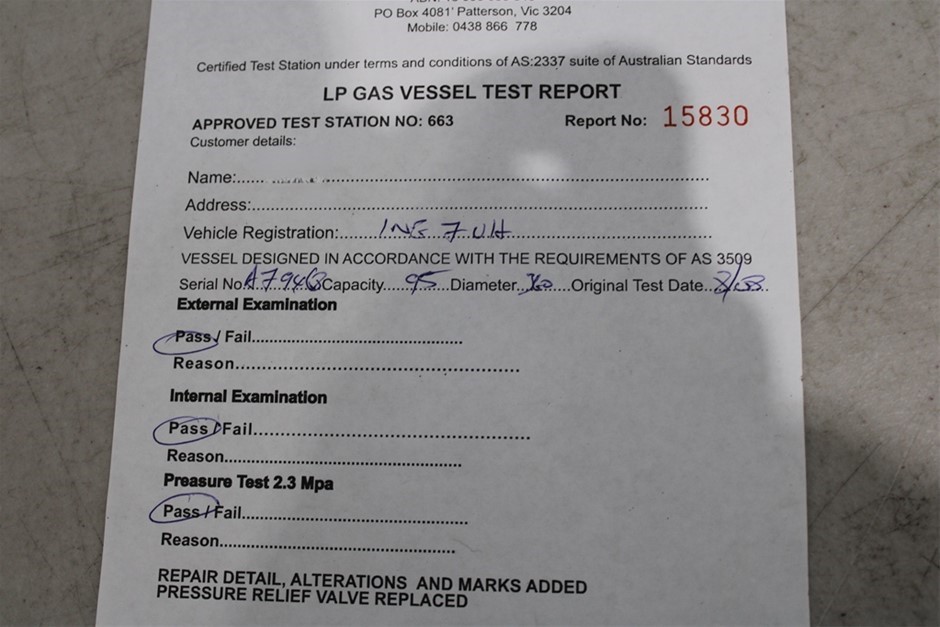 PO Box 4081' Patterson, Vic 3204
Mobile: 0438 866 778
Certified Test Station under terms and conditions of AS:2337 suite of Australian Standards
LP GAS VESSEL TEST REPORT
APPROVED TEST STATION NO: 663 Report No: 15830
Customer details:
Name:
Address:
Vehicle Registration: 1NG 7UH
VESSEL DESIGNED IN ACCORDANCE WITH THE REQUIREMENTS OF AS 3509
Serial No. Capacity 95 Diameter 360 Original Test Date
External Examination
Pass / Fail
Reason
Internal Examination
Pass / Fail
Reason
Preasure Test 2.3 Mpa
Pass / Fail
Reason
REPAIR DETAIL, ALTERATIONS AND MARKS ADDED
PRESSURE RELIEF VALVE REPLACED